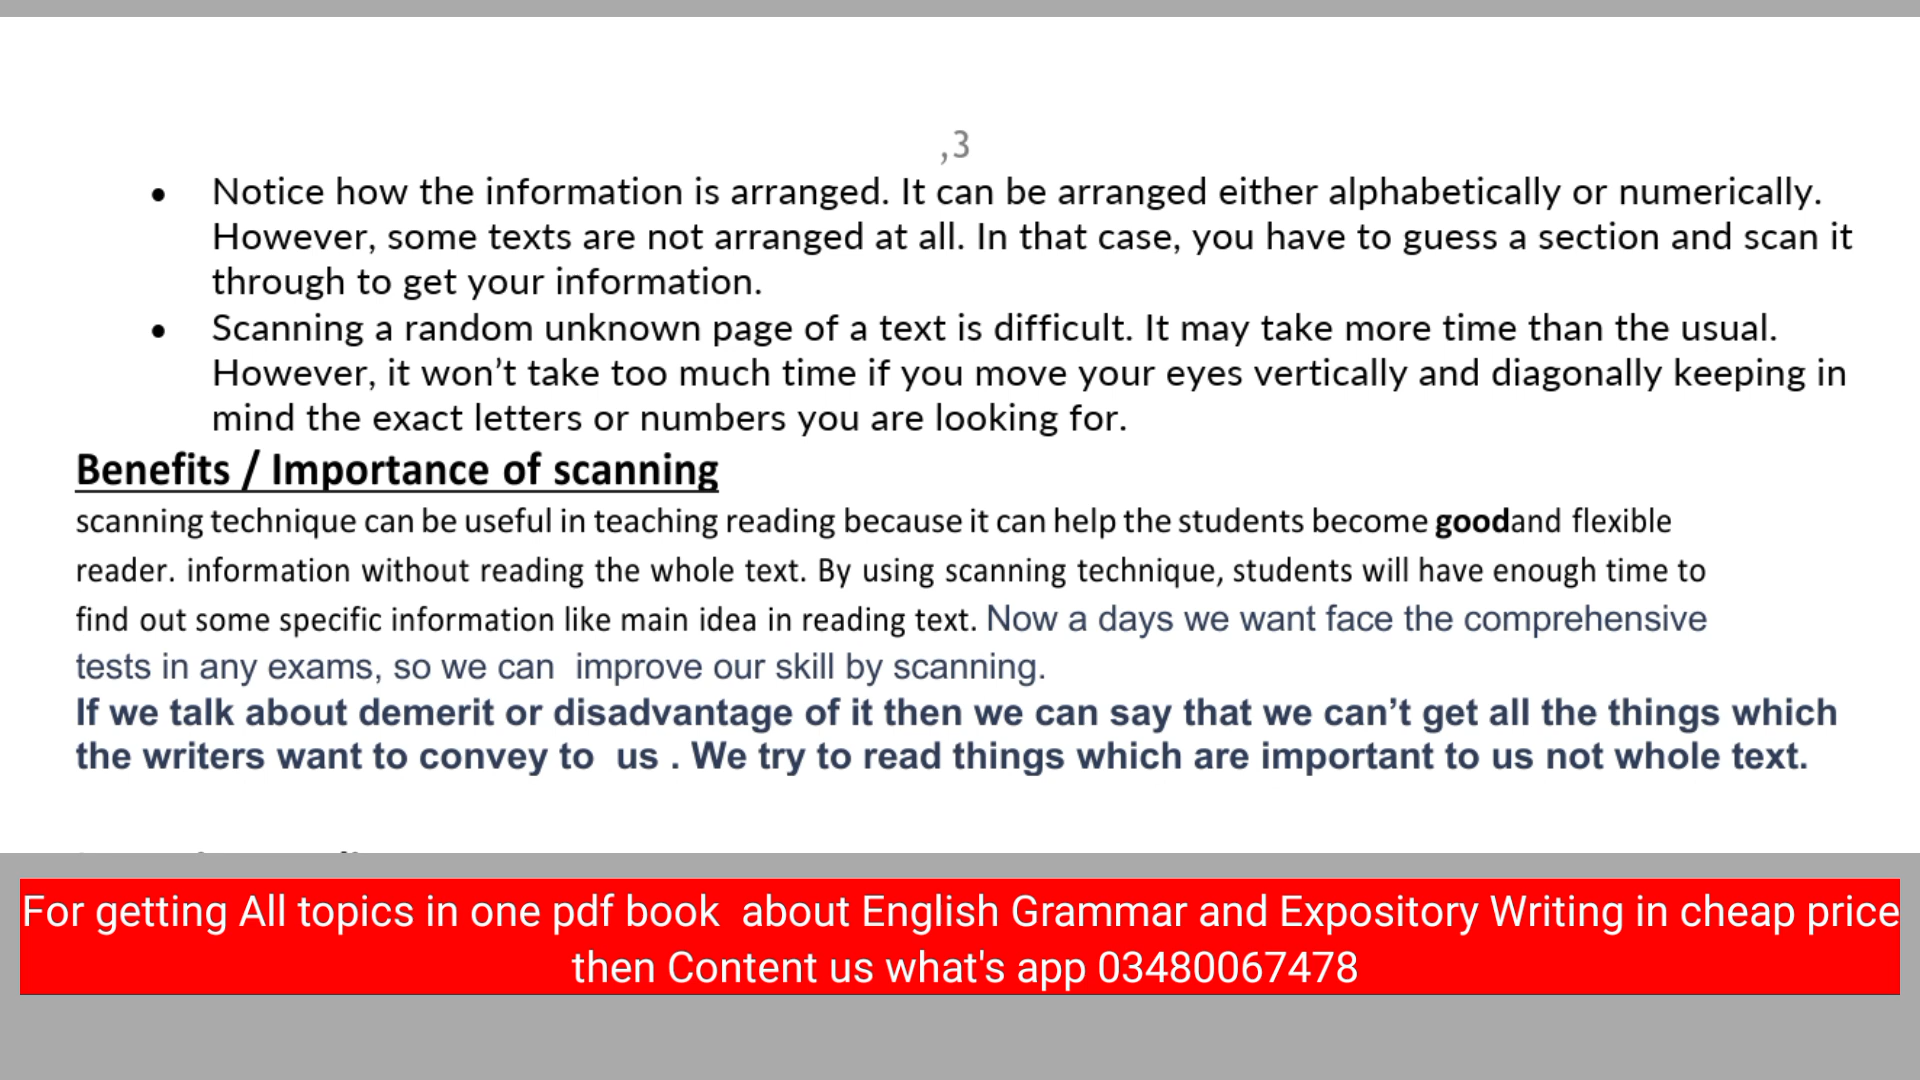 ,3
• Notice how the information is arranged. It can be arranged either alphabetically or numerically.
However, some texts are not arranged at all. In that case, you have to guess a section and scan it
through to get your information.
• Scanning a random unknown page of a text is difficult. It may take more time than the usual.
However, it won’t take too much time if you move your eyes vertically and diagonally keeping in
mind the exact letters or numbers you are looking for.
Benefits / Importance of scanning
scanning technique can be useful in teaching reading because it can help the students become goodand flexible
reader. information without reading the whole text. By using scanning technique, students will have enough time to
find out some specific information like main idea in reading text. Now a days we want face the comprehensive
tests in any exams, so we can  improve our skill by scanning.
If we talk about demerit or disadvantage of it then we can say that we can’t get all the things which
the writers want to convey to  us . We try to read things which are important to us not whole text.
For getting All topics in one pdf book  about English Grammar and Expository Writing in cheap price
then Content us what's app 03480067478